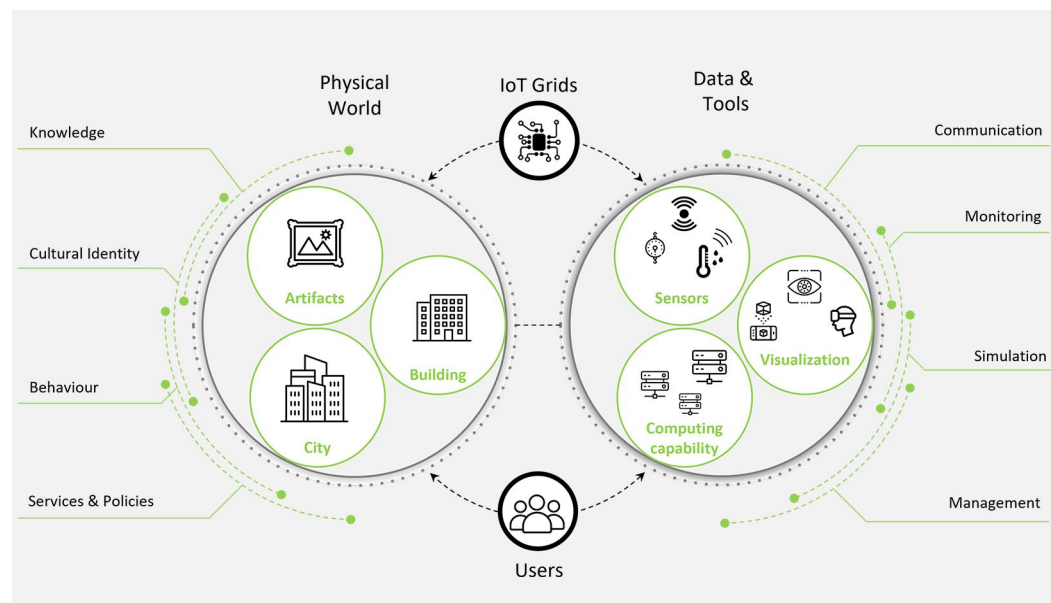 Physical
World
IoT Grids
Data &
Tools
Knowledge
Cultural Identity
Behaviour
Services & Policies
Artifacts
Building
City
Sensors
Visualization
Computing
capability
Communication
Monitoring
Simulation
Management
Users